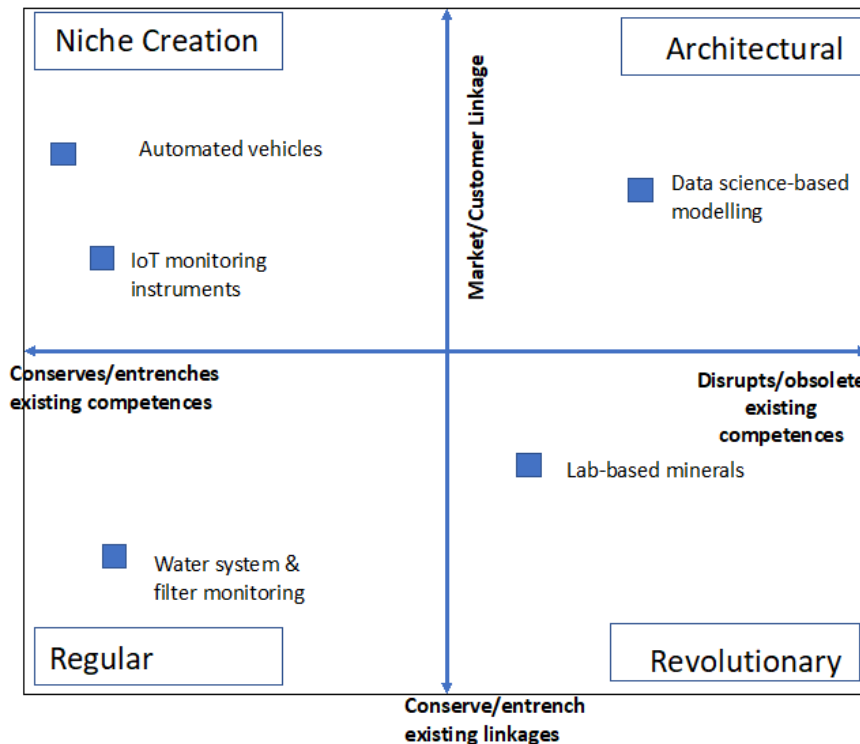 Niche Creation
Architectural
Market/Customer Linkage
Automated vehicles
Data science-based
modelling
IoT monitoring
instruments
Conserves/entrenches
existing competences
Disrupts/obsolete
existing
competences
Lab-based minerals
Water system &
filter monitoring
Regular
Revolutionary
Conserve/entrench
existing linkages